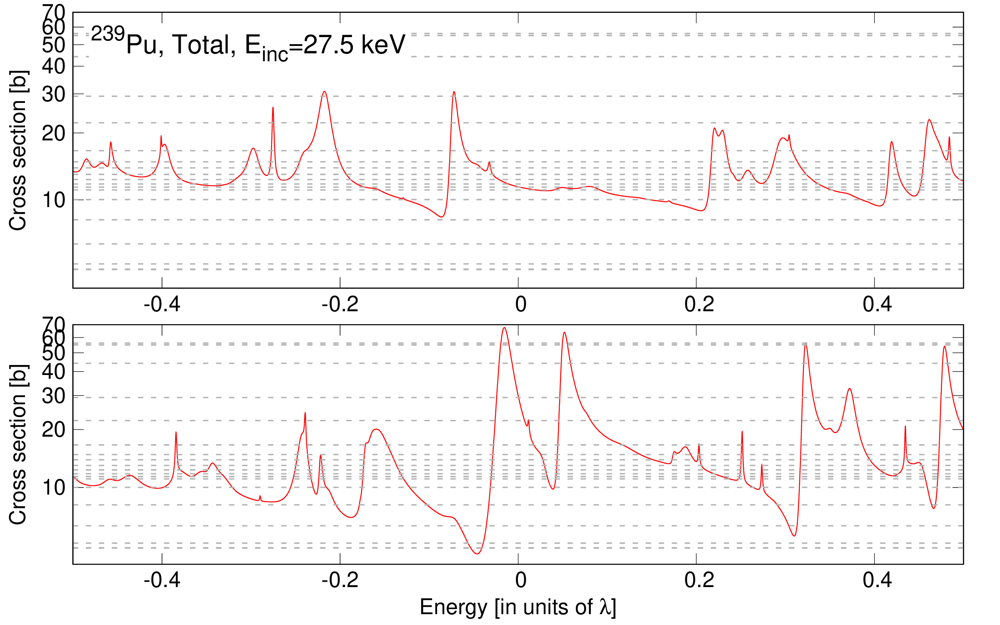 70
60
50
40
30
20
10
Cross section [b]
²³⁹Pu, Total, E_inc=27.5 keV
-0.4 -0.2 0 0.2 0.4
70
60
50
40
30
20
10
Cross section [b]
-0.4 -0.2 0 0.2 0.4
Energy [in units of λ]